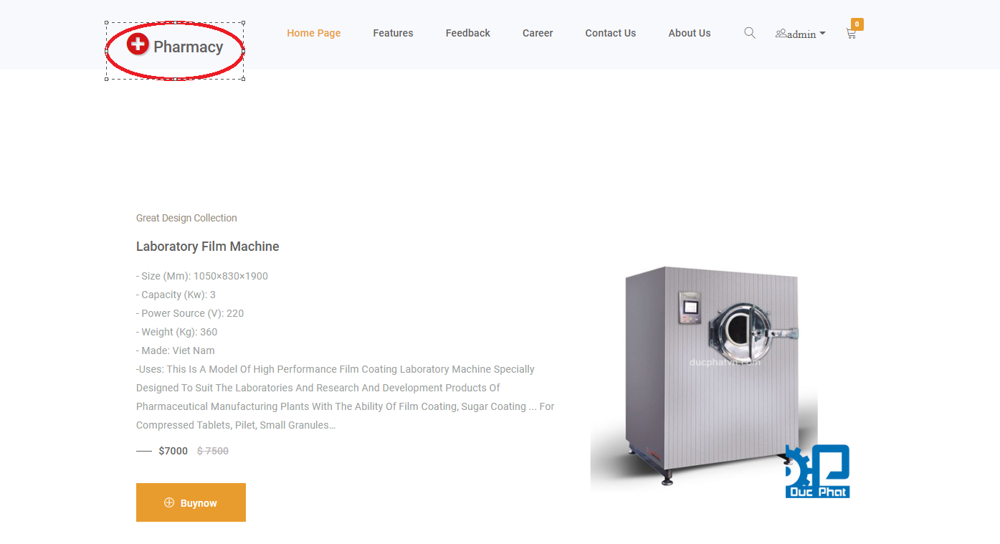 Pharmacy
Home Page
Features
Feedback
Career
Contact Us
About Us
admin
0
Great Design Collection
Laboratory Film Machine
- Size (Mm): 1050×830×1900
- Capacity (Kw): 3
- Power Source (V): 220
- Weight (Kg): 360
- Made: Viet Nam
-Uses: This Is A Model Of High Performance Film Coating Laboratory Machine Specially
Designed To Suit The Laboratories And Research And Development Products Of
Pharmaceutical Manufacturing Plants With The Ability Of Film Coating, Sugar Coating ... For
Compressed Tablets, Pilet, Small Granules…
$7000 $ 7500
Buynow
ducphatvn.com
Duc Phat